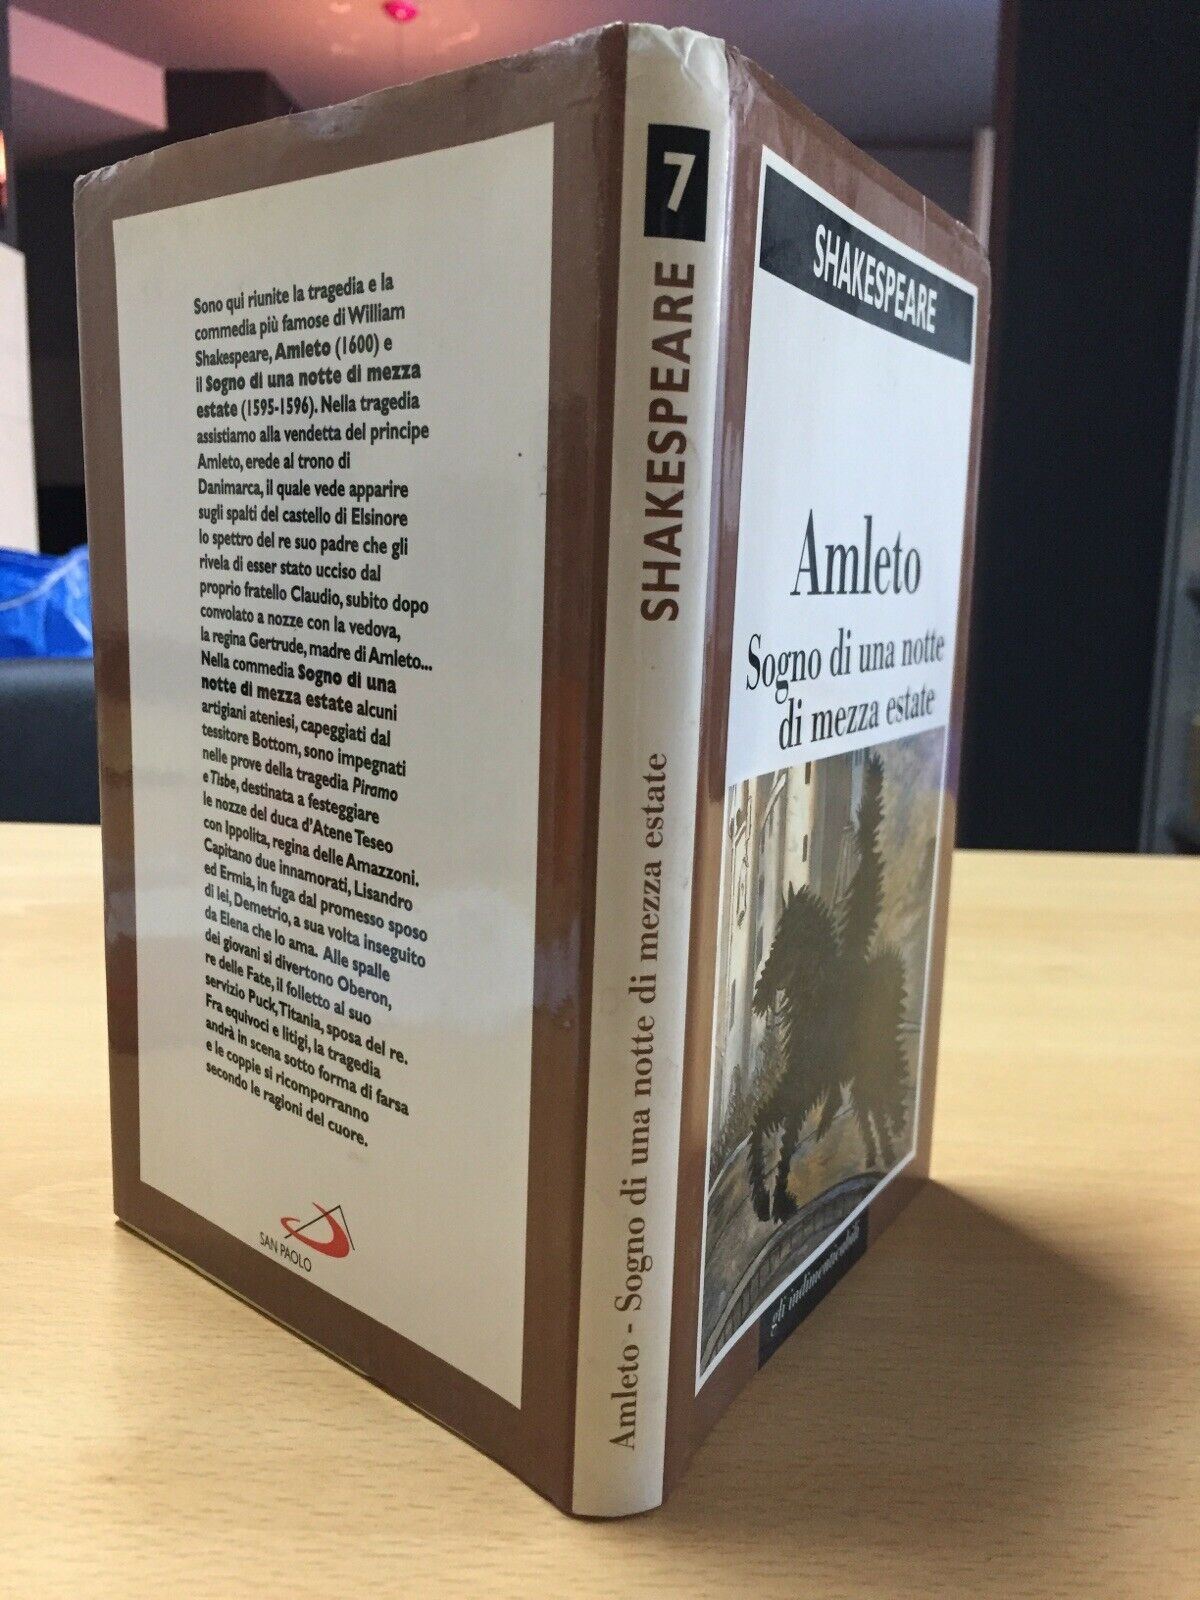 Sono qui riunite la tragedia e la
commedia più famose di William
Shakespeare, Amleto (1600) e
il Sogno di una notte di mezza
estate (1595-1596). Nella tragedia
assistiamo alla vendetta del principe
Amleto, erede al trono di
Danimarca, il quale vede apparire
sugli spalti del castello di Elsinore
lo spettro del re suo padre che gli
rivela di esser stato ucciso dal
proprio fratello Claudio, subito dopo
convolato a nozze con la vedova,
la regina Gertrude, madre di Amleto...
Nella commedia Sogno di una
notte di mezza estate alcuni
artigiani ateniesi, capeggiati dal
tessitore Bottom, sono impegnati
nelle prove della tragedia Piramo
e Tisbe, destinata a festeggiare
le nozze del duca d'Atene Teseo
con Ippolita, regina delle Amazzoni.
Capitano due innamorati, Lisandro
ed Ermia, in fuga dal promesso sposo
di lei, Demetrio, a sua volta inseguito
da Elena che lo ama. Alle spalle
dei giovani si divertono Oberon,
re delle Fate, il folletto al suo
servizio Puck, Titania, sposa del re.
Fra equivoci e litigi, la tragedia
andrà in scena sotto forma di farsa
e le coppie si ricomporranno
secondo le ragioni del cuore.
SAN PAOLO
7
SHAKESPEARE
Amleto - Sogno di una notte di mezza estate
SHAKESPEARE
Amleto
Sogno di una notte
di mezza estate
gli indimenticabili